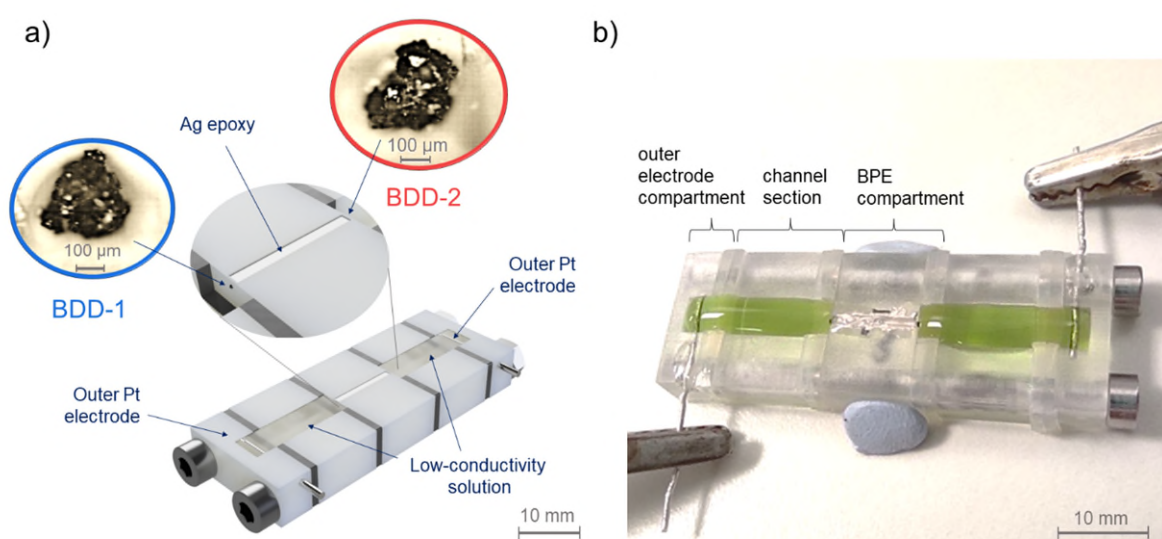 a)
Ag epoxy
100 µm
BDD-2
100 µm
BDD-1
Outer Pt
electrode
Outer Pt
electrode
Low-conductivity
solution
10 mm
b)
outer
electrode
compartment
channel
section
BPE
compartment
10 mm